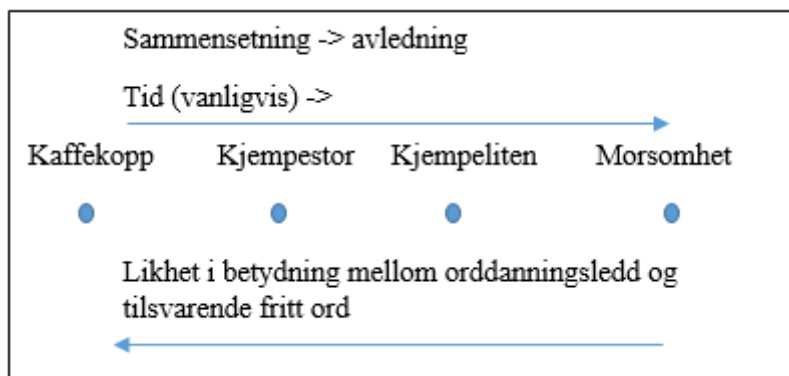 Sammensetning -> avledning
Tid (vanligvis) ->
Kaffekopp Kjempestor Kjempeliten Morsomhet
Likhet i betydning mellom orddanningsledd og
tilsvarende fritt ord